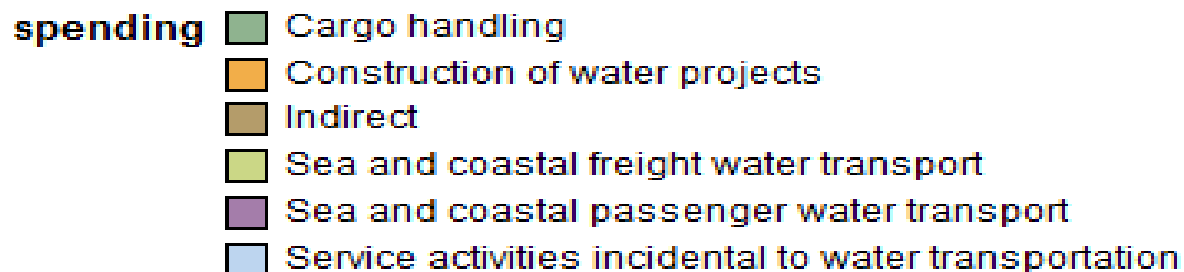 spending Cargo handling
Construction of water projects
Indirect
Sea and coastal freight water transport
Sea and coastal passenger water transport
Service activities incidental to water transportation